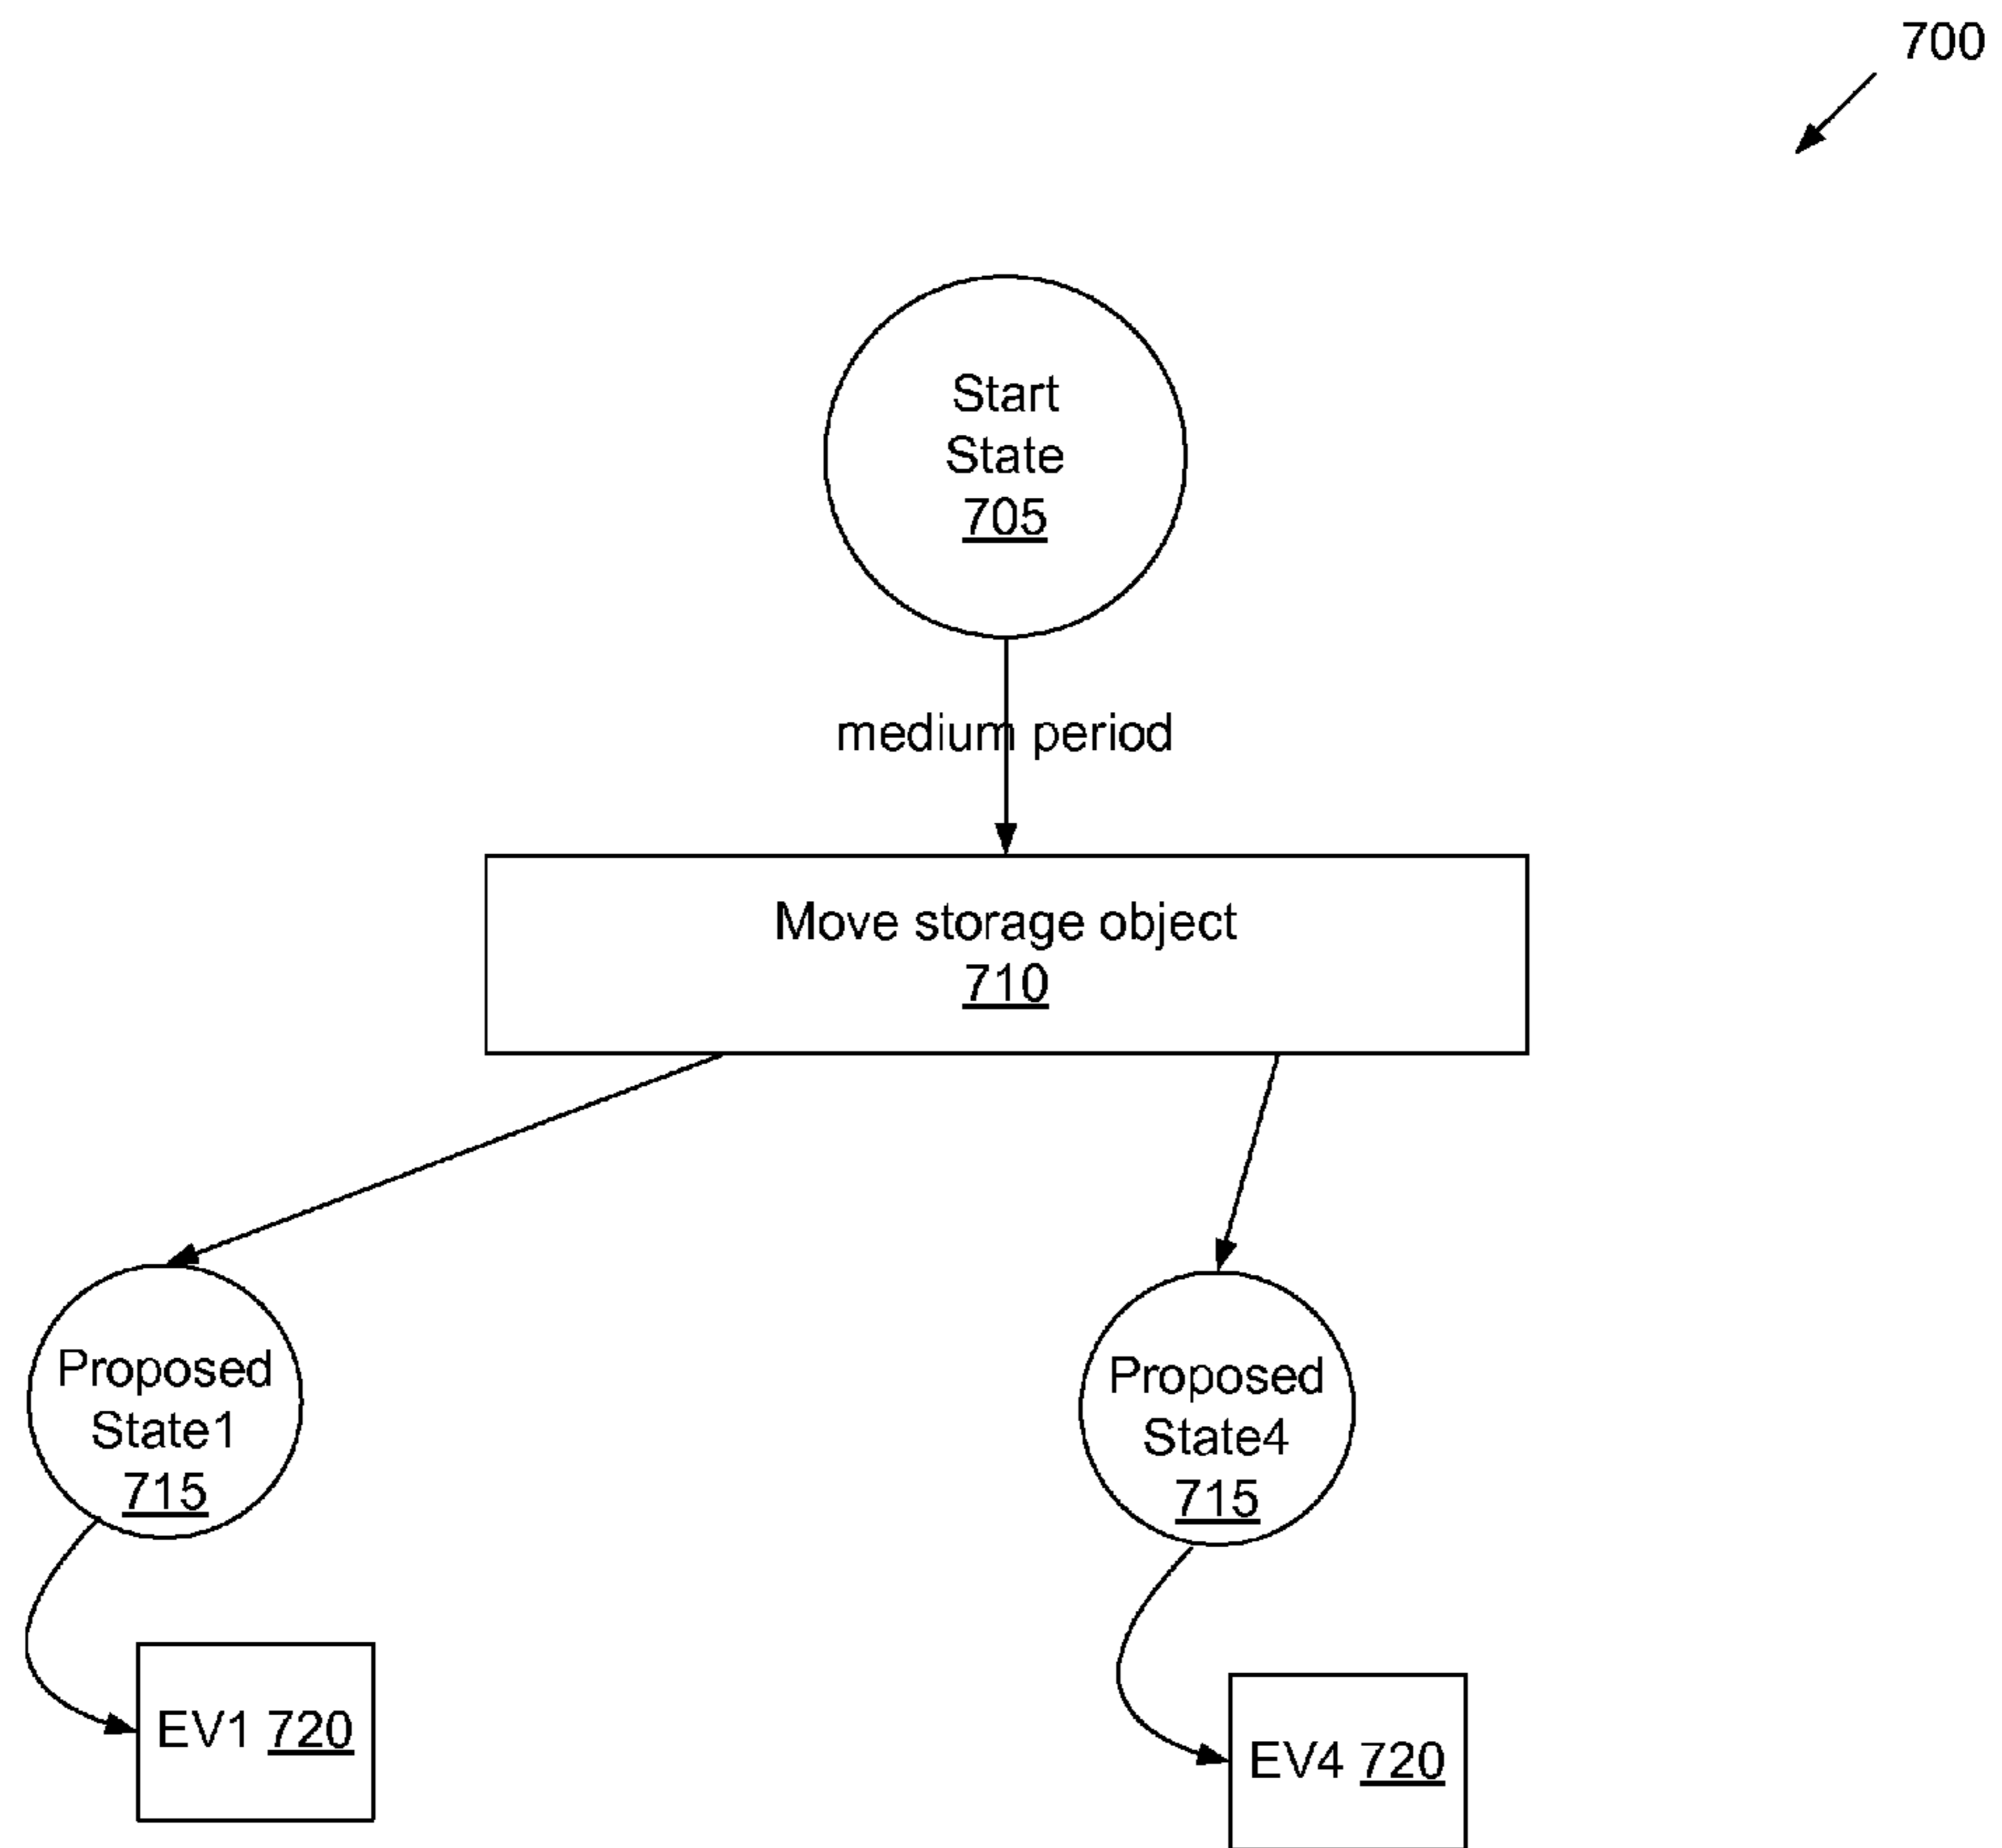 700
Start
State
705
medium period
Move storage object
710
Proposed
State1
715
Proposed
State4
715
EV1 720
EV4 720